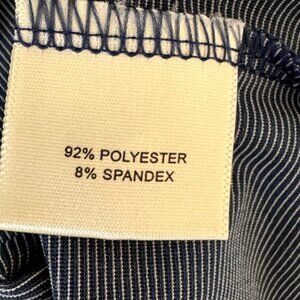 92% POLYESTER
8% SPANDEX